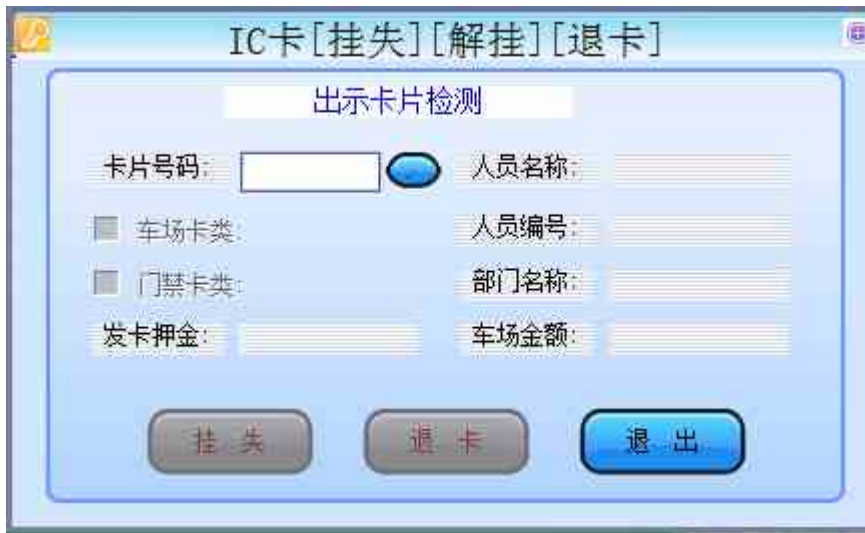 IC卡[挂失][解挂][退卡]
出示卡片检测
卡片号码: 人员名称:
车场卡类: 人员编号:
门禁卡类: 部门名称:
发卡押金: 车场金额:
挂 失 退 卡 退 出